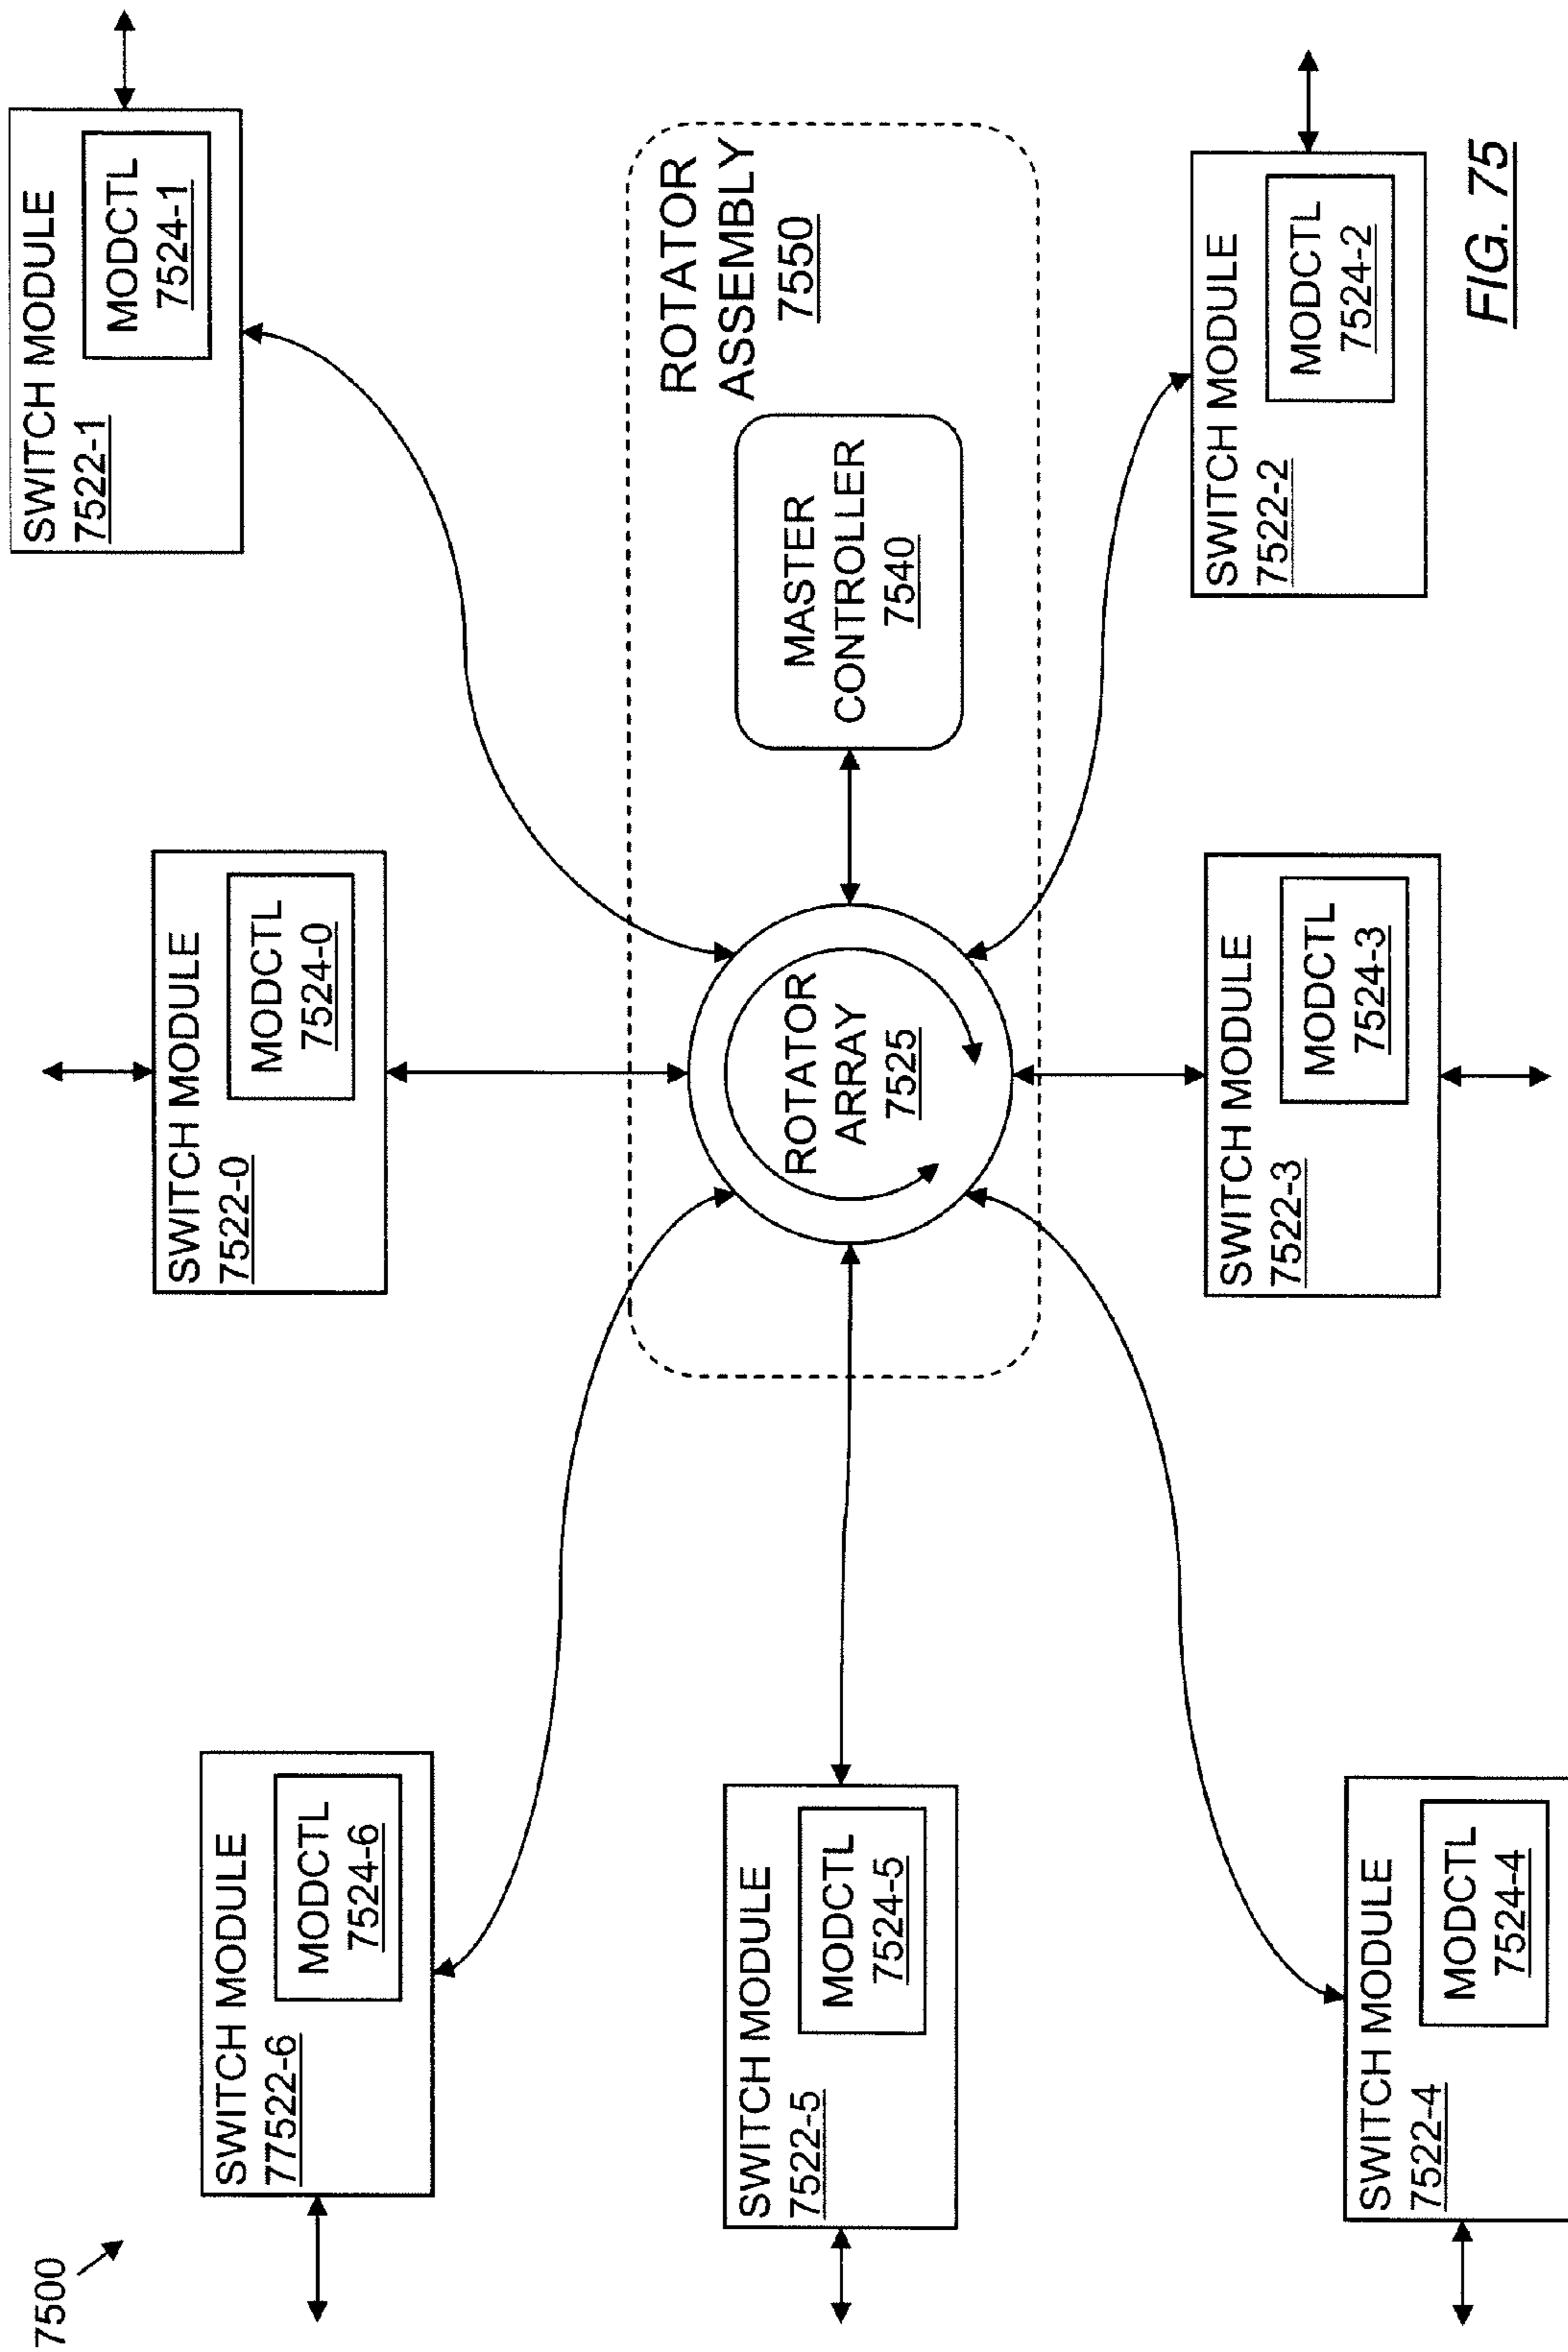 7500
SWITCH MODULE
77522-6
MODCTL
7524-6
SWITCH MODULE
7522-0
MODCTL
7524-0
SWITCH MODULE
7522-1
MODCTL
7524-1
SWITCH MODULE
7522-5
MODCTL
7524-5
ROTATOR
ARRAY
7525
MASTER
CONTROLLER
7540
ROTATOR
ASSEMBLY
7550
SWITCH MODULE
7522-4
MODCTL
7524-4
SWITCH MODULE
7522-3
MODCTL
7524-3
SWITCH MODULE
7522-2
MODCTL
7524-2
FIG. 75